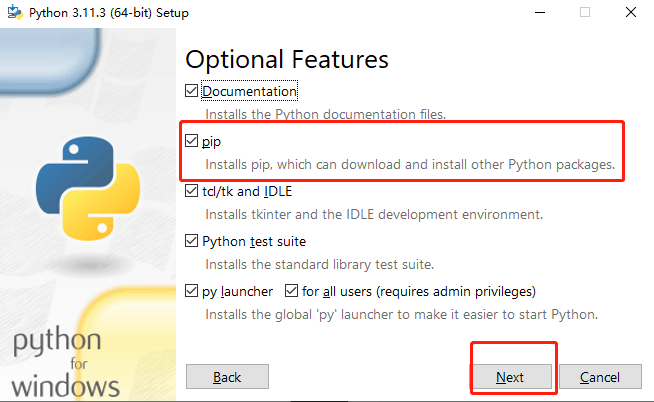 Python 3.11.3 (64-bit) Setup
Optional Features
Documentation
Installs the Python documentation files.
pip
Installs pip, which can download and install other Python packages.
tcl/tk and IDLE
Installs tkinter and the IDLE development environment.
Python test suite
Installs the standard library test suite.
py launcher for all users (requires admin privileges)
Installs the global 'py' launcher to make it easier to start Python.
python
for
windows
Back Next Cancel